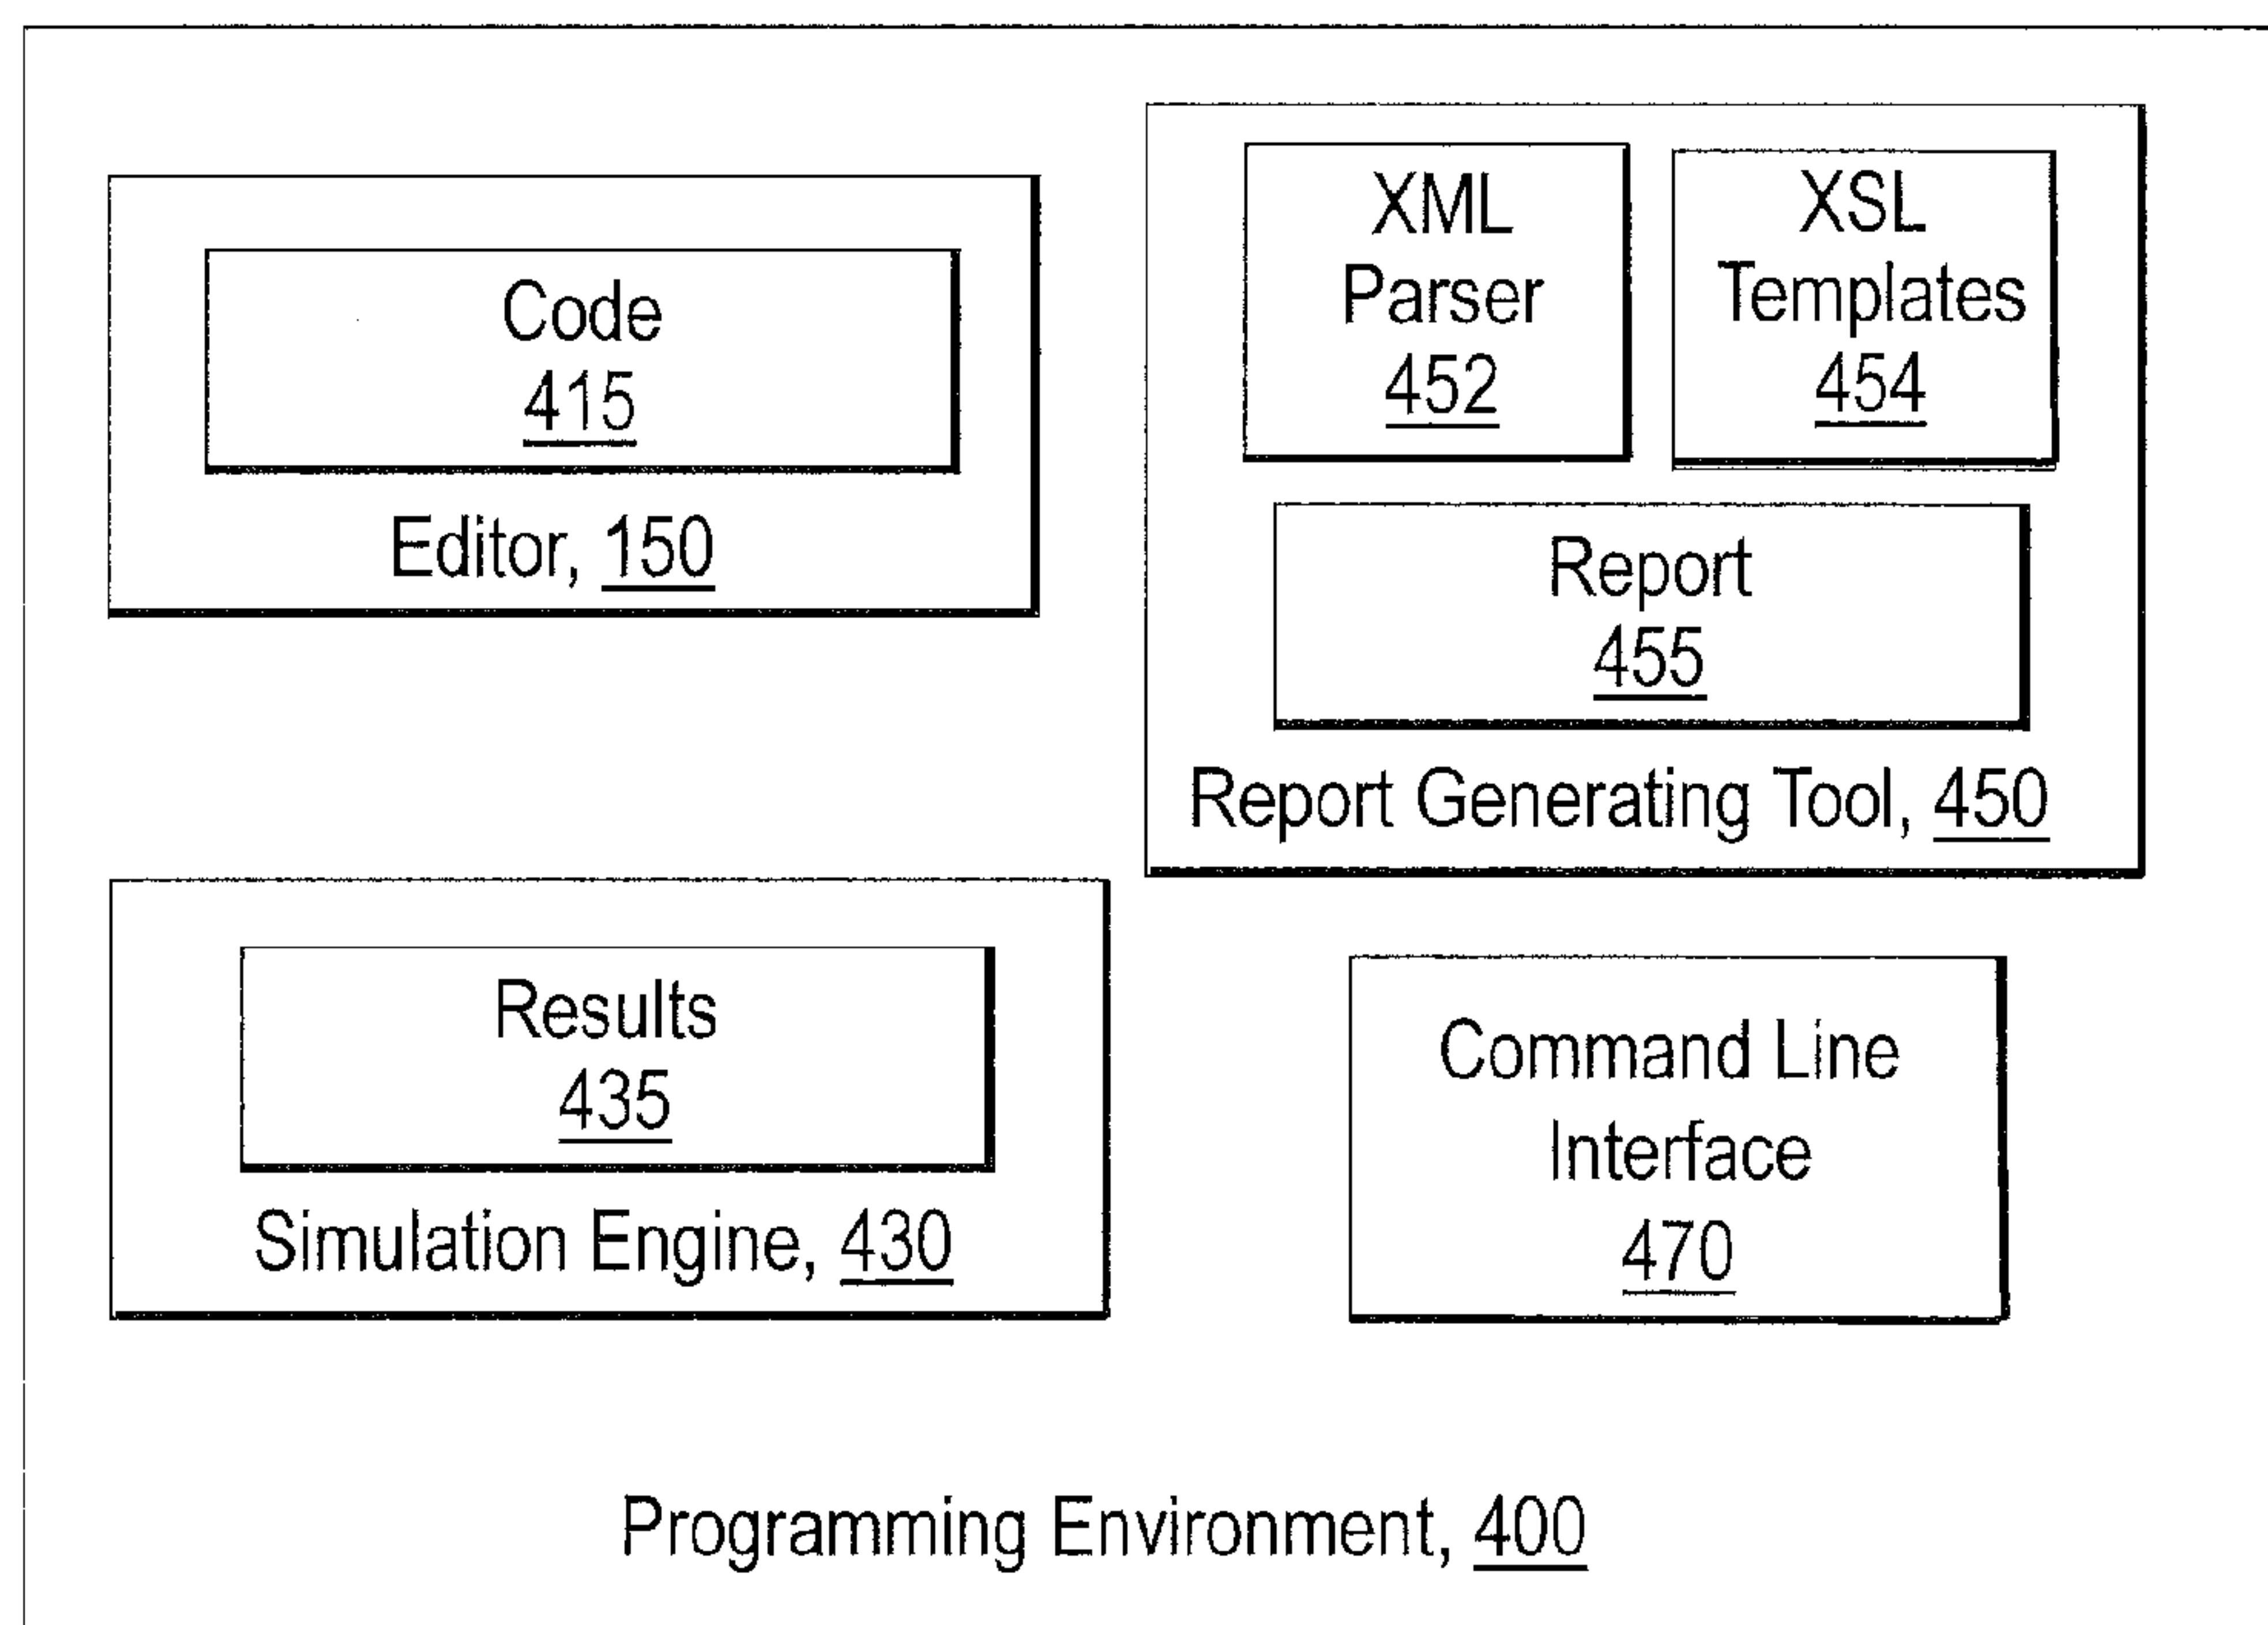 Code
415
Editor, 150
XML
Parser
452
XSL
Templates
454
Report
455
Report Generating Tool, 450
Results
435
Simulation Engine, 430
Command Line
Interface
470
Programming Environment, 400